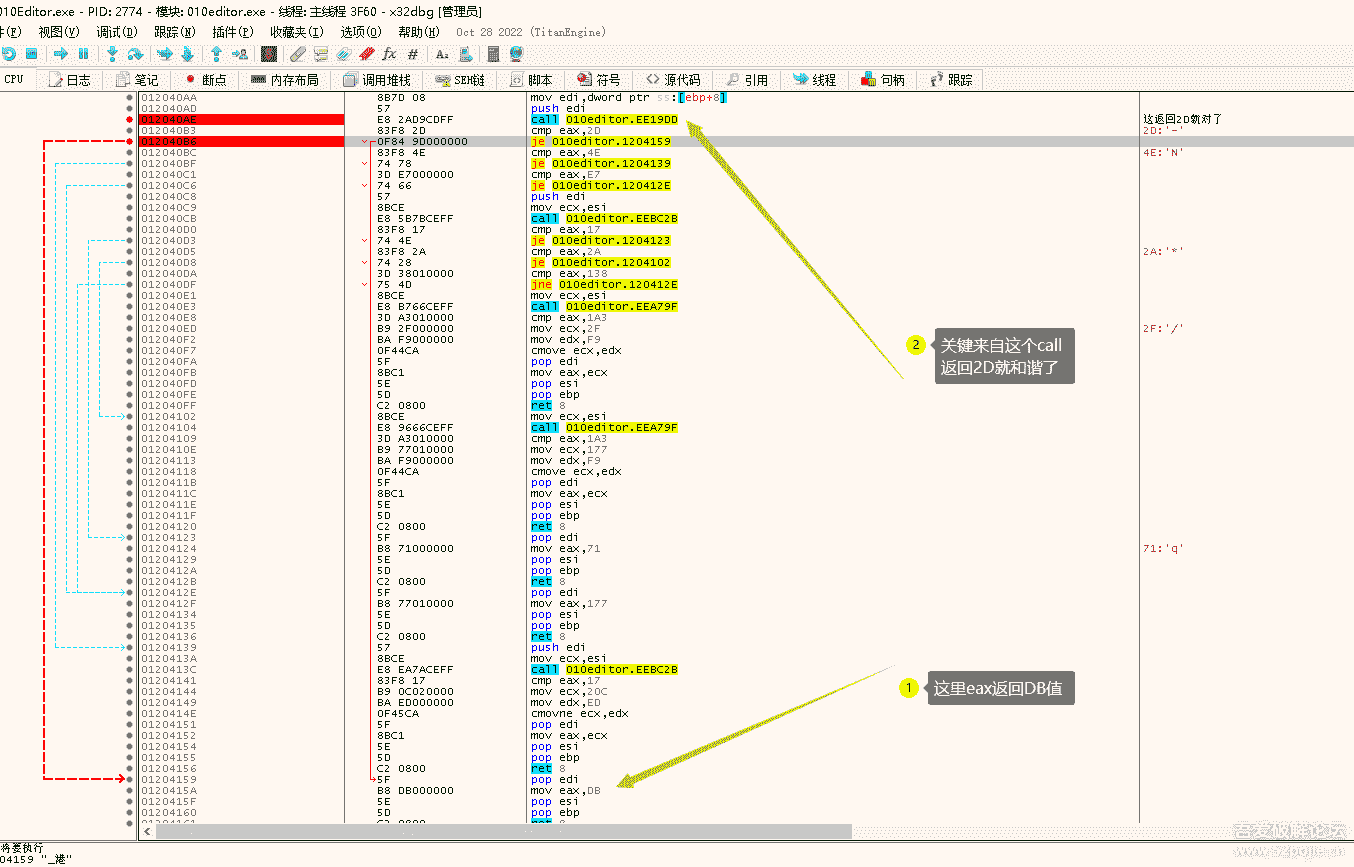 010Editor.exe - PID: 2774 - 模块: 010editor.exe - 线程: 主线程 3F60 - x32dbg [管理员]
件(F) 视图(V) 调试(D) 跟踪(N) 插件(P) 收藏夹(I) 选项(O) 帮助(H) Oct 28 2022 (TitanEngine)
CPU 日志 笔记 断点 内存布局 调用堆栈 SEH链 脚本 符号 源代码 引用 线程 句柄 跟踪
012040AA 8B7D 08 mov edi,dword ptr ss:[ebp+8]
012040AD 57 push edi
012040AE E8 2AD9CDFF call 010editor.EE19DD 这返回2D就对了
012040B3 83F8 2D cmp eax,2D 2D:'-'
012040B6 0F84 9D000000 je 010editor.1204159
012040BC 83F8 4E cmp eax,4E 4E:'N'
012040BF 74 78 je 010editor.1204139
012040C1 3D E7000000 cmp eax,E7
012040C6 74 66 je 010editor.120412E
012040C8 57 push edi
012040C9 8BCE mov ecx,esi
012040CB E8 5B7BCEFF call 010editor.EEBC2B
012040D0 83F8 17 cmp eax,17
012040D3 74 4E je 010editor.1204123
012040D5 83F8 2A cmp eax,2A 2A:'*'
012040D8 74 28 je 010editor.1204102
012040DA 3D 38010000 cmp eax,138
012040DF 75 4D jne 010editor.120412E
012040E1 8BCE mov ecx,esi
012040E3 E8 B766CEFF call 010editor.EEA79F
012040E8 3D A3010000 cmp eax,1A3
012040ED B9 2F000000 mov ecx,2F 2F:'/'
012040F2 BA F9000000 mov edx,F9
012040F7 0F44CA cmove ecx,edx
012040FA 5F pop edi
012040FB 8BC1 mov eax,ecx
012040FD 5E pop esi
012040FE 5D pop ebp
012040FF C2 0800 ret 8
01204102 8BCE mov ecx,esi
01204104 E8 9666CEFF call 010editor.EEA79F
01204109 3D A3010000 cmp eax,1A3
0120410E B9 77010000 mov ecx,177
01204113 BA F9000000 mov edx,F9
01204118 0F44CA cmove ecx,edx
0120411B 5F pop edi
0120411C 8BC1 mov eax,ecx
0120411E 5E pop esi
0120411F 5D pop ebp
01204120 C2 0800 ret 8
01204123 5F pop edi
01204124 B8 71000000 mov eax,71 71:'q'
01204129 5E pop esi
0120412A 5D pop ebp
0120412B C2 0800 ret 8
0120412E 5F pop edi
0120412F B8 77010000 mov eax,177
01204134 5E pop esi
01204135 5D pop ebp
01204136 C2 0800 ret 8
01204139 57 push edi
0120413A 8BCE mov ecx,esi
0120413C E8 EA7ACEFF call 010editor.EEBC2B
01204141 83F8 17 cmp eax,17
01204144 B9 0C020000 mov ecx,20C
01204149 BA ED000000 mov edx,ED
0120414E 0F45CA cmovne ecx,edx
01204151 5F pop edi
01204152 8BC1 mov eax,ecx
01204154 5E pop esi
01204155 5D pop ebp
01204156 C2 0800 ret 8
01204159 5F pop edi
0120415A B8 DB000000 mov eax,DB
0120415F 5E pop esi
01204160 5D pop ebp
01204161 C2 0800 ret 8
2 关键来自这个call
返回2D就和谐了
1 这里eax返回DB值
将要执行
04159 "_港"
吾爱破解论坛
www.52pojie.cn